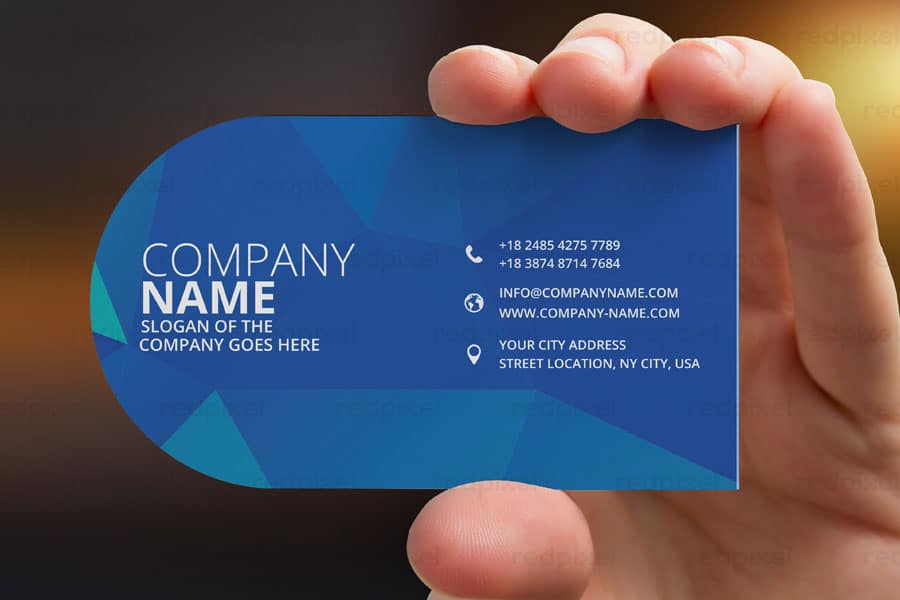 COMPANY
NAME
SLOGAN OF THE
COMPANY GOES HERE
+18 2485 4275 7789
+18 3874 8714 7684
INFO@COMPANYNAME.COM
WWW.COMPANY-NAME.COM
YOUR CITY ADDRESS
STREET LOCATION, NY CITY, USA
redpixel